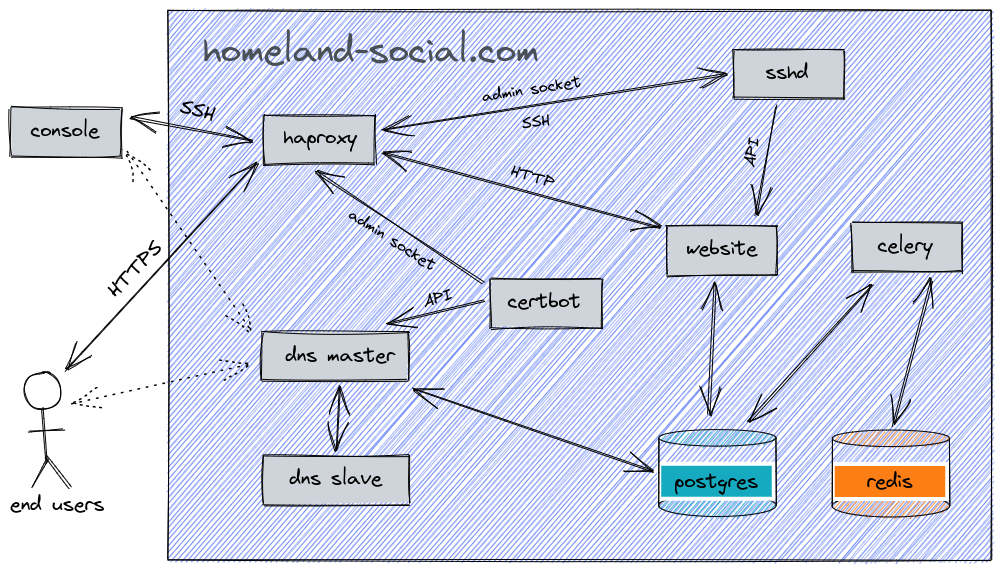 homeland-social.com
sshd
admin socket
SSH
console
SSH
haproxy
API
HTTP
admin socket
website
celery
HTTPS
API
certbot
dns master
dns slave
postgres
redis
end users